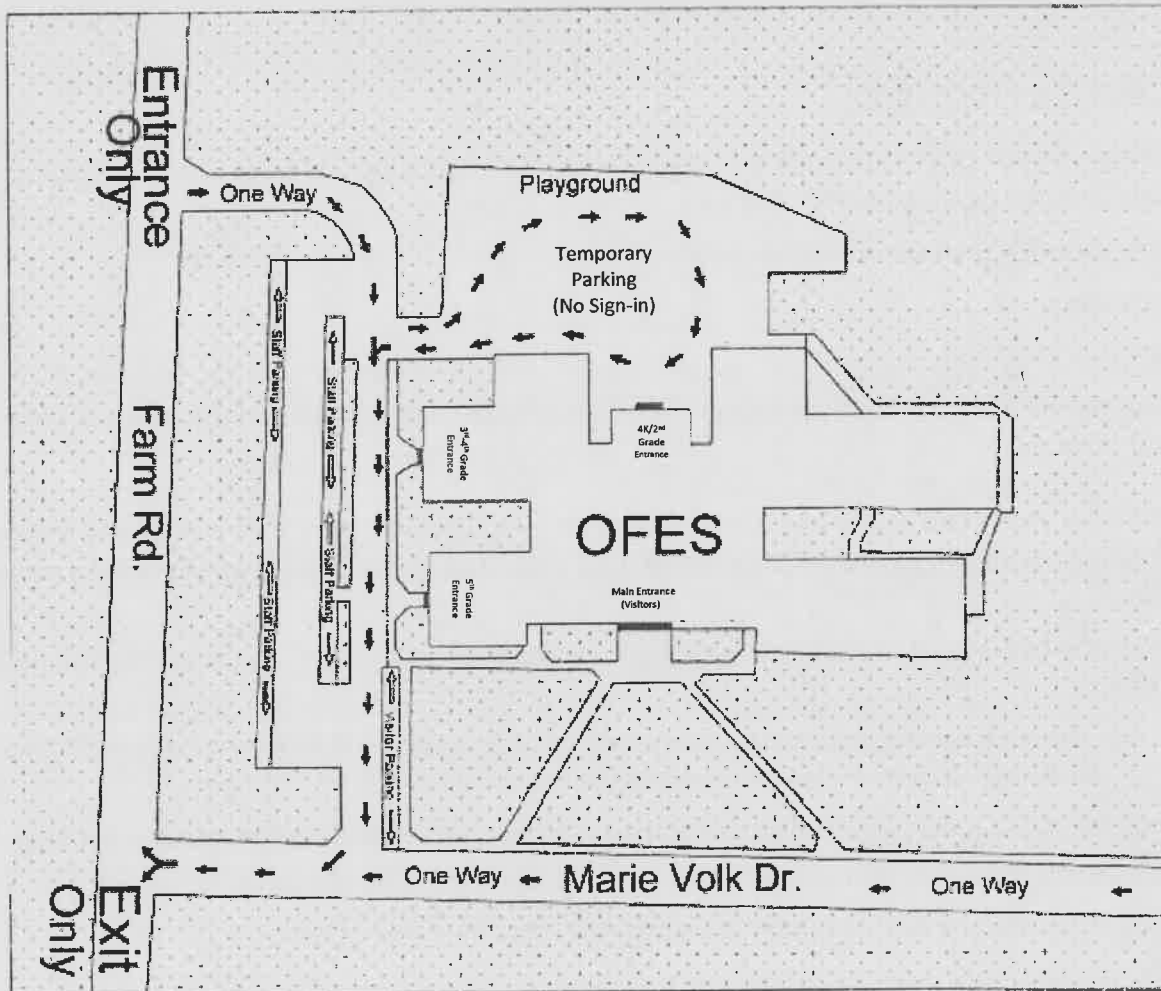 Entrance
Only
One Way
Playground
Temporary
Parking
(No Sign-in)
Staff Parking
Staff Parking
Farm Rd.
3rd-4th Grade
Entrance
4K/2nd
Grade
Entrance
OFES
Staff Parking
Staff Parking
5th Grade
Entrance
Main Entrance
(Visitors)
Visitor Parking
One Way
Marie Volk Dr.
One Way
Exit
Only